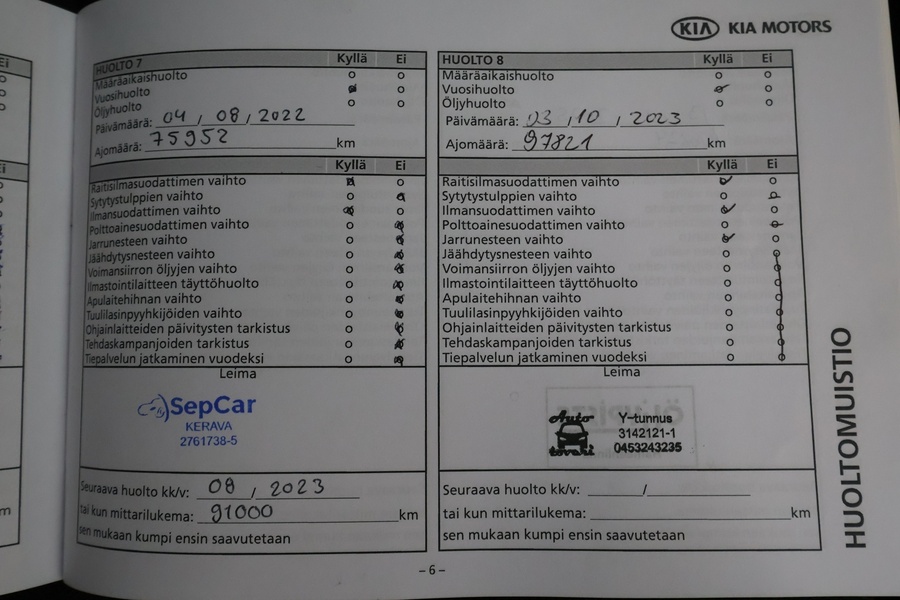 KIA KIA MOTORS
HUOLTO 7 Kyllä Ei
Määräaikaishuolto
Vuosihuolto
Öljyhuolto
Päivämäärä: 04 / 08 / 2022
Ajomäärä: 75952 km
Kyllä Ei
Raitisilmasuodattimen vaihto
Sytytystulppien vaihto
Ilmansuodattimen vaihto
Polttoainesuodattimen vaihto
Jarrunesteen vaihto
Jäähdytysnesteen vaihto
Voimansiirron öljyjen vaihto
Ilmastointilaitteen täyttöhuolto
Apulaitehihnan vaihto
Tuulilasinpyyhkijöiden vaihto
Ohjainlaitteiden päivitysten tarkistus
Tehdaskampanjoiden tarkistus
Tiepalvelun jatkaminen vuodeksi
Leima
SepCar
KERAVA
2761738-5
Seuraava huolto kk/v: 08 / 2023
tai kun mittarilukema: 91000 km
sen mukaan kumpi ensin saavutetaan
HUOLTO 8 Kyllä Ei
Määräaikaishuolto
Vuosihuolto
Öljyhuolto
Päivämäärä: 03 / 10 / 2023
Ajomäärä: 97821 km
Kyllä Ei
Raitisilmasuodattimen vaihto
Sytytystulppien vaihto
Ilmansuodattimen vaihto
Polttoainesuodattimen vaihto
Jarrunesteen vaihto
Jäähdytysnesteen vaihto
Voimansiirron öljyjen vaihto
Ilmastointilaitteen täyttöhuolto
Apulaitehihnan vaihto
Tuulilasinpyyhkijöiden vaihto
Ohjainlaitteiden päivitysten tarkistus
Tehdaskampanjoiden tarkistus
Tiepalvelun jatkaminen vuodeksi
Leima
Auto
tovari
Y-tunnus
3142121-1
0453243235
Seuraava huolto kk/v: /
tai kun mittarilukema: km
sen mukaan kumpi ensin saavutetaan
HUOLTOMUISTIO
– 6 –
Ei
Ei
m